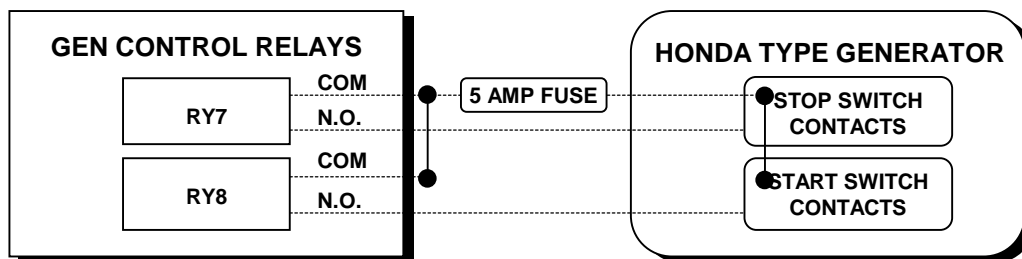 GEN CONTROL RELAYS
RY7
COM
N.O.
RY8
COM
N.O.
5 AMP FUSE
HONDA TYPE GENERATOR
STOP SWITCH
CONTACTS
START SWITCH
CONTACTS